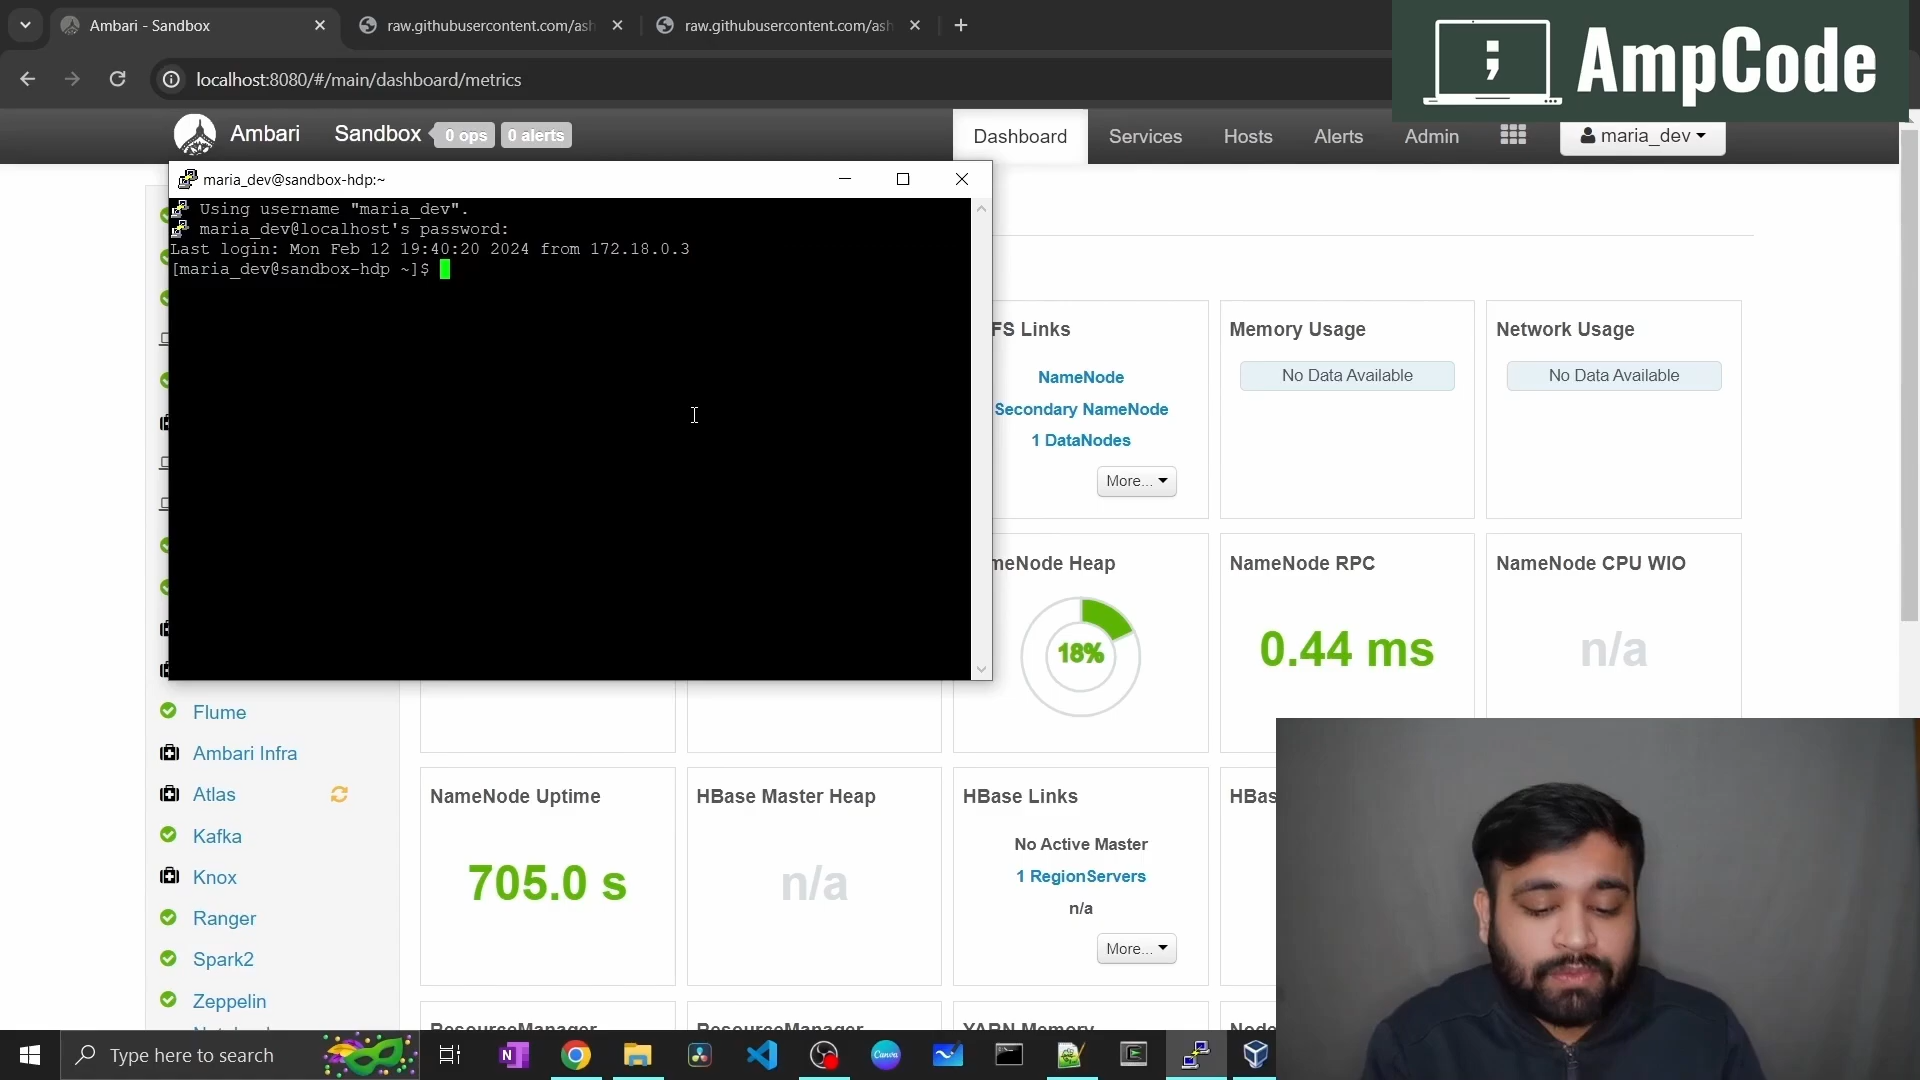 Ambari - Sandbox
raw.githubusercontent.com/ash
raw.githubusercontent.com/ash
localhost:8080/#/main/dashboard/metrics
;
AmpCode
Ambari
Sandbox
0 ops
0 alerts
Dashboard
Services
Hosts
Alerts
Admin
maria_dev
maria_dev@sandbox-hdp:~
Using username "maria_dev".
maria_dev@localhost's password:
Last login: Mon Feb 12 19:40:20 2024 from 172.18.0.3
[maria_dev@sandbox-hdp ~]$
FS Links
NameNode
Secondary NameNode
1 DataNodes
More...
Memory Usage
No Data Available
Network Usage
No Data Available
meNode Heap
18%
NameNode RPC
0.44 ms
NameNode CPU WIO
n/a
Flume
Ambari Infra
Atlas
Kafka
Knox
Ranger
Spark2
Zeppelin
NameNode Uptime
705.0 s
HBase Master Heap
n/a
HBase Links
No Active Master
1 RegionServers
n/a
More...
HBas
ResourceManager
ResourceManager
YARN Memory
Node
Type here to search